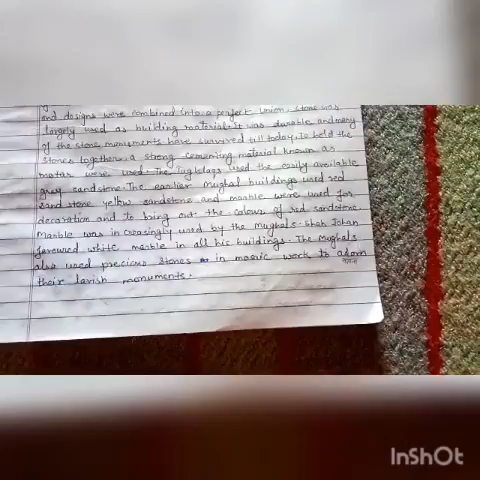 and designs were combined into a perfect union. Stone was
largely used as building material. It was durable and many
of the stone monuments have survived till today. To held the
stones together a strong cementing material known as
motar were used. The Tughlags used the easily available
grey sandstone. The earlier Mughal buildings used red
sand stone yellow sandstone and marble were used for
decoration and to bring out the colour of red sandstone.
Marble was increasingly used by the mughals. Shah Jahan
favoured white marble in all his buildings. The Mughals
also used precious stones in mosaic work to adorn
their lavish monuments.
InShOt